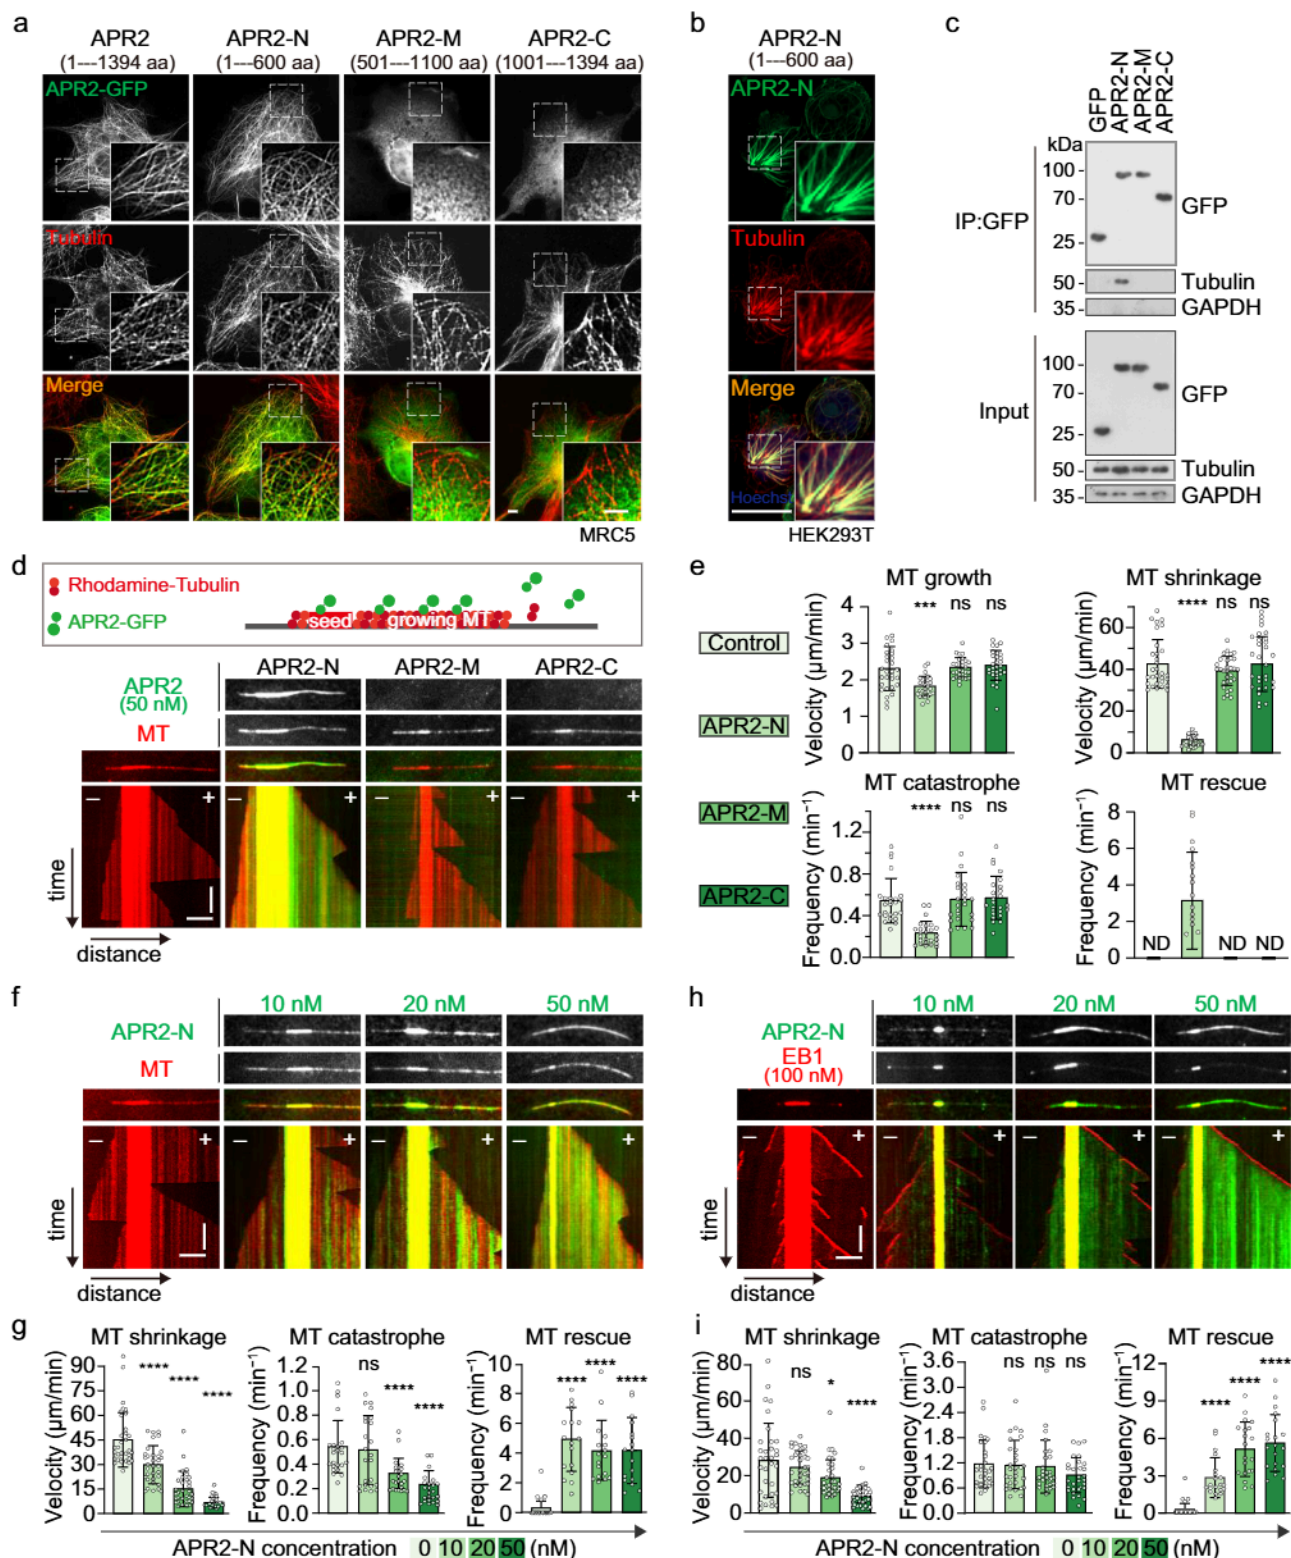 a
APR2
(1---1394 aa)
APR2-N
(1---600 aa)
APR2-M
(501---1100 aa)
APR2-C
(1001---1394 aa)
APR2-GFP
Tubulin
Merge
MRC5
b
APR2-N
(1---600 aa)
APR2-N
Tubulin
Merge
Hoechst
HEK293T
c
GFP
APR2-N
APR2-M
APR2-C
kDa
IP:GFP
100
70
25
GFP
50
Tubulin
35
GAPDH
Input
100
70
25
GFP
50
Tubulin
35
GAPDH
d
Rhodamine-Tubulin
APR2-GFP
seed
growing MT
APR2-N APR2-M APR2-C
APR2
(50 nM)
MT
– +
– +
time
distance
e
Control
APR2-N
APR2-M
APR2-C
MT growth
Velocity (µm/min)
4
3
2
1
0
*** ns ns
MT shrinkage
60
40
20
0
Velocity (µm/min)
**** ns ns
MT catastrophe
Frequency (min⁻¹)
1.2
0.8
0.4
0.0
**** ns ns
MT rescue
Frequency (min⁻¹)
8
6
4
2
0
ND ND ND
f
10 nM 20 nM 50 nM
APR2-N
MT
– +
– +
time
distance
g
MT shrinkage
Velocity (µm/min)
90
75
60
45
30
15
0
**** **** ****
MT catastrophe
Frequency (min⁻¹)
1.2
1.0
0.8
0.6
0.4
0.2
0.0
ns **** ****
MT rescue
Frequency (min⁻¹)
10
8
6
4
2
0
**** **** ****
APR2-N concentration 0 10 20 50 (nM)
h
10 nM 20 nM 50 nM
APR2-N
EB1
(100 nM)
– +
– +
– +
– +
time
distance
i
MT shrinkage
Velocity (µm/min)
80
60
40
20
0
ns * ****
MT catastrophe
Frequency (min⁻¹)
3.6
3.0
2.4
1.8
1.2
0.6
0.0
ns ns ns
MT rescue
Frequency (min⁻¹)
12
9
6
3
0
**** **** ****
APR2-N concentration 0 10 20 50 (nM)